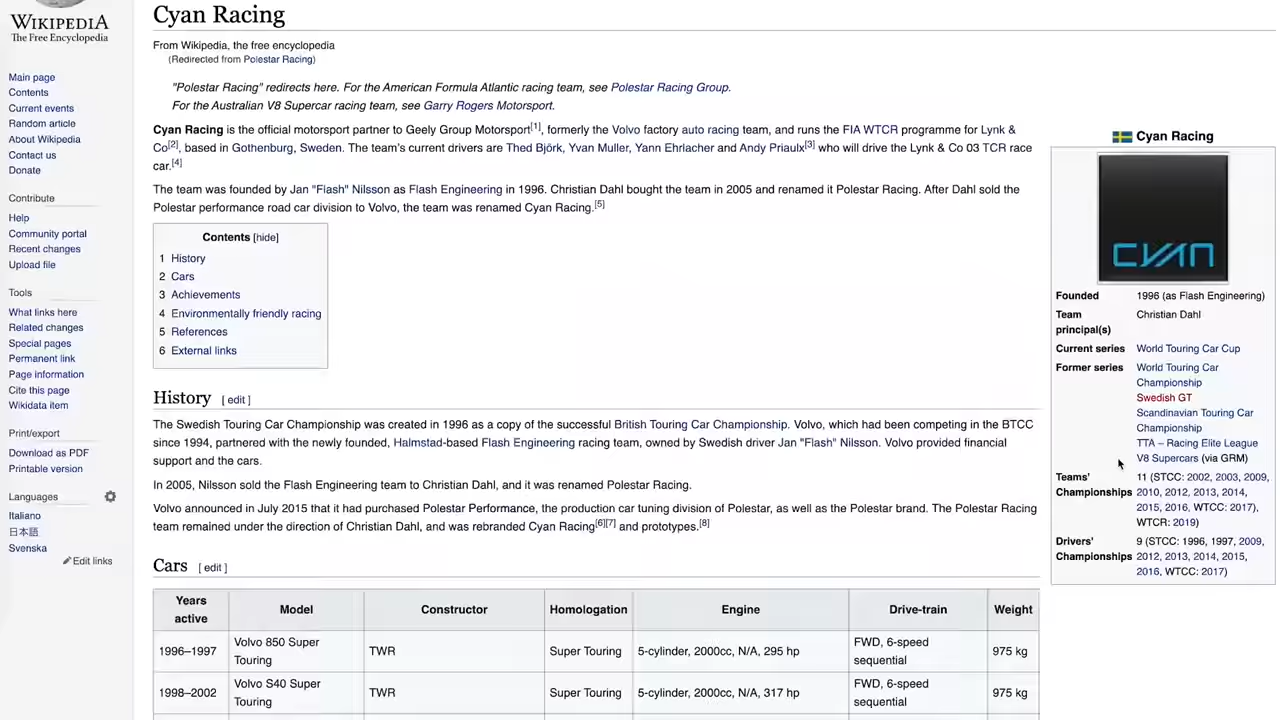 WIKIPEDIA
The Free Encyclopedia
Main page
Contents
Current events
Random article
About Wikipedia
Contact us
Donate
Contribute
Help
Community portal
Recent changes
Upload file
Tools
What links here
Related changes
Special pages
Permanent link
Page information
Cite this page
Wikidata item
Print/export
Download as PDF
Printable version
Languages
Italiano
日本語
Svenska
Edit links
Cyan Racing
From Wikipedia, the free encyclopedia
(Redirected from Polestar Racing)
"Polestar Racing" redirects here. For the American Formula Atlantic racing team, see Polestar Racing Group.
For the Australian V8 Supercar racing team, see Garry Rogers Motorsport.
Cyan Racing is the official motorsport partner to Geely Group Motorsport[1], formerly the Volvo factory auto racing team, and runs the FIA WTCR programme for Lynk &
Co[2], based in Gothenburg, Sweden. The team's current drivers are Thed Björk, Yvan Muller, Yann Ehrlacher and Andy Priaulx[3] who will drive the Lynk & Co 03 TCR race
car.[4]
The team was founded by Jan "Flash" Nilsson as Flash Engineering in 1996. Christian Dahl bought the team in 2005 and renamed it Polestar Racing. After Dahl sold the
Polestar performance road car division to Volvo, the team was renamed Cyan Racing.[5]
Contents [hide]
1 History
2 Cars
3 Achievements
4 Environmentally friendly racing
5 References
6 External links
History [ edit ]
The Swedish Touring Car Championship was created in 1996 as a copy of the successful British Touring Car Championship. Volvo, which had been competing in the BTCC
since 1994, partnered with the newly founded, Halmstad-based Flash Engineering racing team, owned by Swedish driver Jan "Flash" Nilsson. Volvo provided financial
support and the cars.
In 2005, Nilsson sold the Flash Engineering team to Christian Dahl, and it was renamed Polestar Racing.
Volvo announced in July 2015 that it had purchased Polestar Performance, the production car tuning division of Polestar, as well as the Polestar brand. The Polestar Racing
team remained under the direction of Christian Dahl, and was rebranded Cyan Racing[6][7] and prototypes.[8]
Cars [ edit ]
Years active Model Constructor Homologation Engine Drive-train Weight
1996–1997 Volvo 850 Super Touring TWR Super Touring 5-cylinder, 2000cc, N/A, 295 hp FWD, 6-speed sequential 975 kg
1998–2002 Volvo S40 Super Touring TWR Super Touring 5-cylinder, 2000cc, N/A, 317 hp FWD, 6-speed sequential 975 kg
Cyan Racing
CYAN
Founded 1996 (as Flash Engineering)
Team principal(s) Christian Dahl
Current series World Touring Car Cup
Former series World Touring Car
Championship
Swedish GT
Scandinavian Touring Car
Championship
TTA – Racing Elite League
V8 Supercars (via GRM)
Teams' 11 (STCC: 2002, 2003, 2009,
Championships 2010, 2012, 2013, 2014,
2015, 2016, WTCC: 2017),
WTCR: 2019)
Drivers' 9 (STCC: 1996, 1997, 2009,
Championships 2012, 2013, 2014, 2015,
2016, WTCC: 2017)